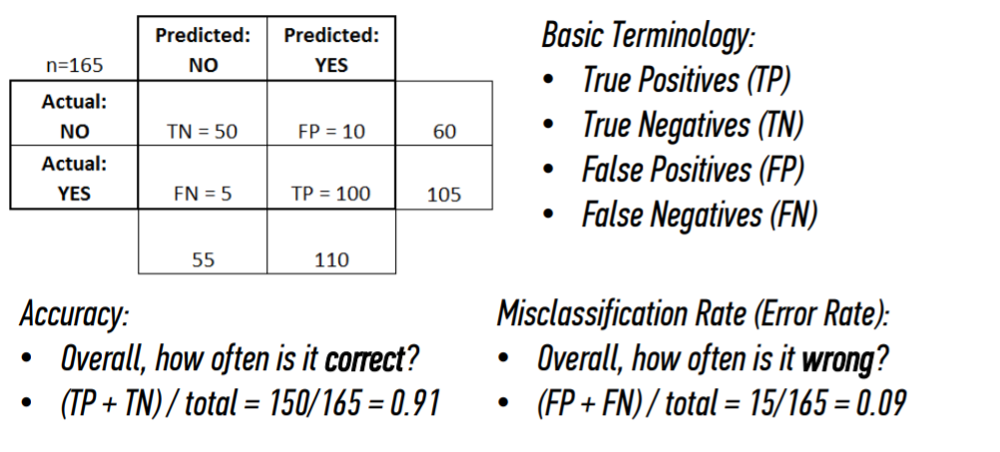 Predicted: Predicted:
n=165 NO YES
Actual:
NO TN = 50 FP = 10 60
Actual:
YES FN = 5 TP = 100 105
55 110
Basic Terminology:
• True Positives (TP)
• True Negatives (TN)
• False Positives (FP)
• False Negatives (FN)
Accuracy:
• Overall, how often is it correct?
• (TP + TN) / total = 150/165 = 0.91
Misclassification Rate (Error Rate):
• Overall, how often is it wrong?
• (FP + FN) / total = 15/165 = 0.09